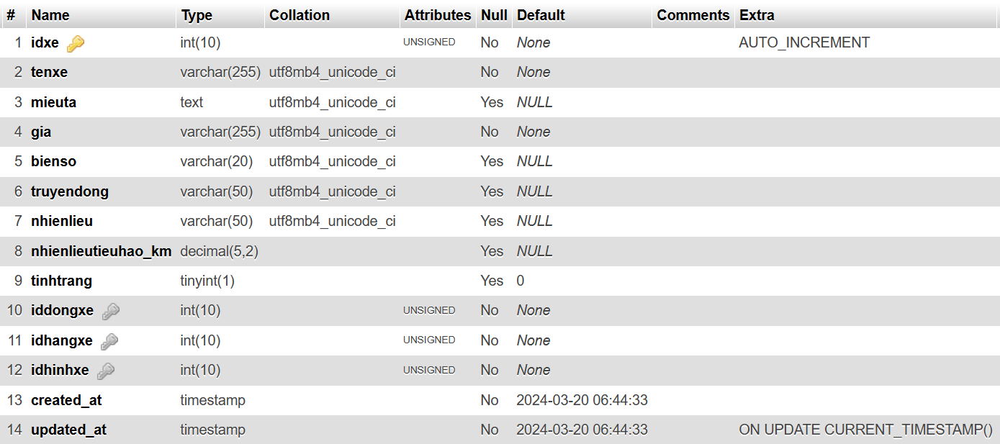 # Name Type Collation Attributes Null Default Comments Extra
1 idxe int(10) UNSIGNED No None AUTO_INCREMENT
2 tenxe varchar(255) utf8mb4_unicode_ci No None
3 mieuta text utf8mb4_unicode_ci Yes NULL
4 gia varchar(255) utf8mb4_unicode_ci No None
5 bienso varchar(20) utf8mb4_unicode_ci Yes NULL
6 truyendong varchar(50) utf8mb4_unicode_ci Yes NULL
7 nhienlieu varchar(50) utf8mb4_unicode_ci Yes NULL
8 nhienlieutieuhao_km decimal(5,2) Yes NULL
9 tinhtrang tinyint(1) Yes 0
10 iddongxe int(10) UNSIGNED No None
11 idhangxe int(10) UNSIGNED No None
12 idhinhxe int(10) UNSIGNED No None
13 created_at timestamp No 2024-03-20 06:44:33
14 updated_at timestamp No 2024-03-20 06:44:33 ON UPDATE CURRENT_TIMESTAMP()